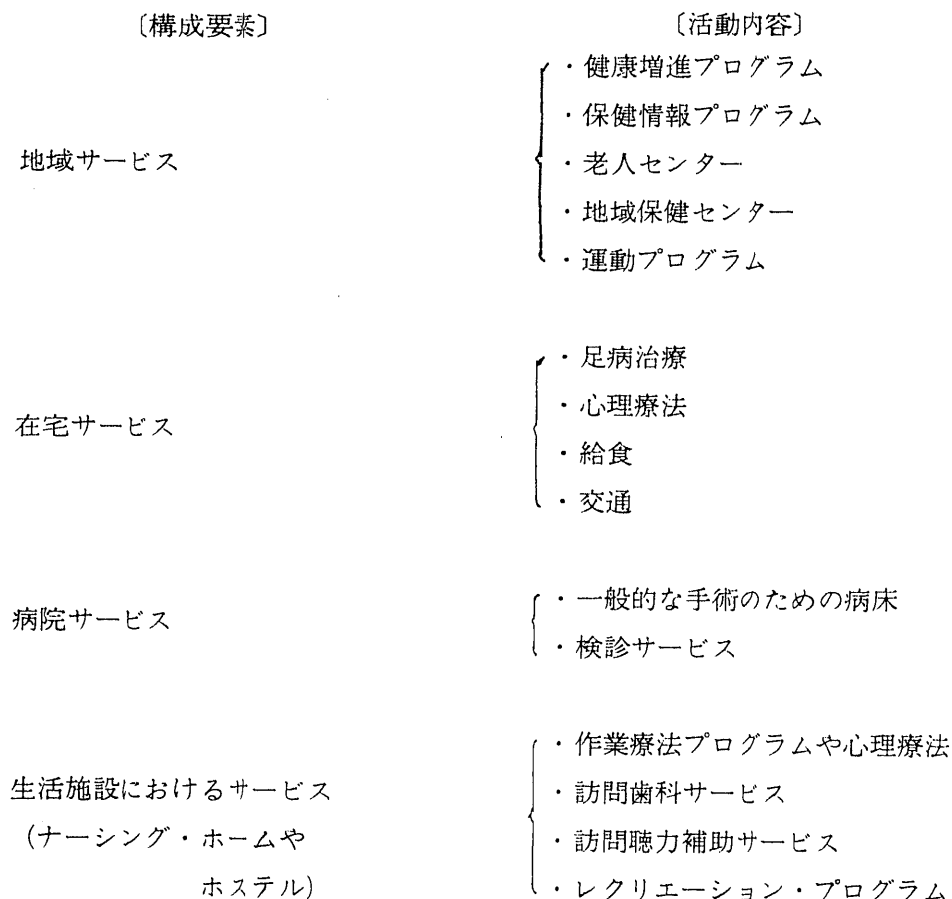 〔構成要素〕 〔活動内容〕
・健康増進プログラム
・保健情報プログラム
地域サービス ・老人センター
・地域保健センター
・運動プログラム
・足病治療
・心理療法
在宅サービス
・給食
・交通
・一般的な手術のための病床
病院サービス
・検診サービス
・作業療法プログラムや心理療法
生活施設におけるサービス ・訪問歯科サービス
(ナーシング・ホームや ・訪問聴力補助サービス
ホステル) ・レクリエーション・プログラム